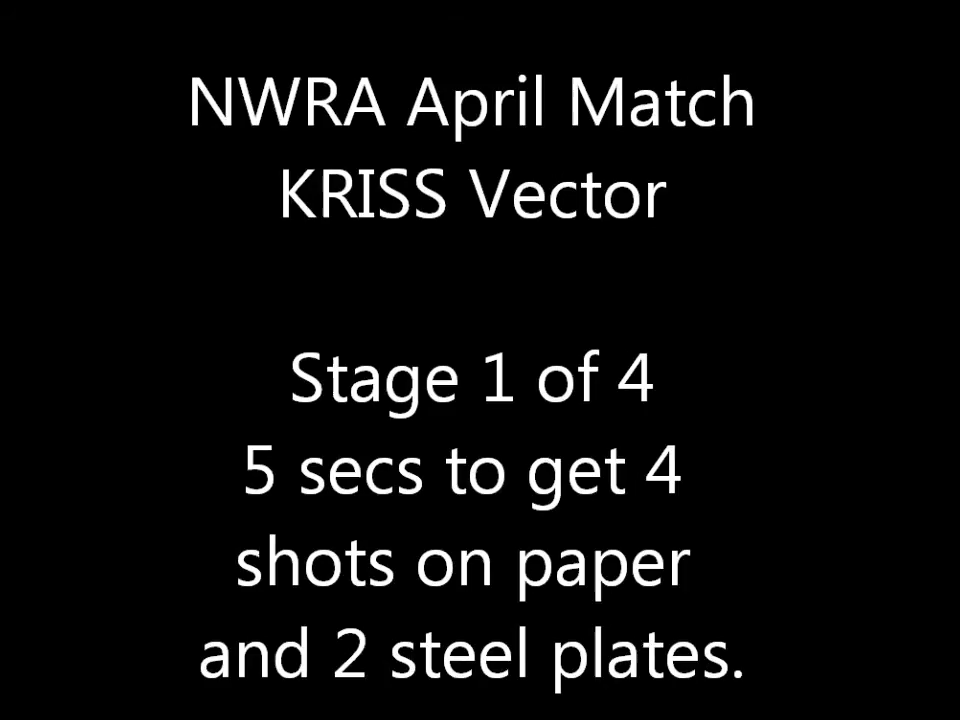 NWRA April Match
KRISS Vector
Stage 1 of 4
5 secs to get 4
shots on paper
and 2 steel plates.